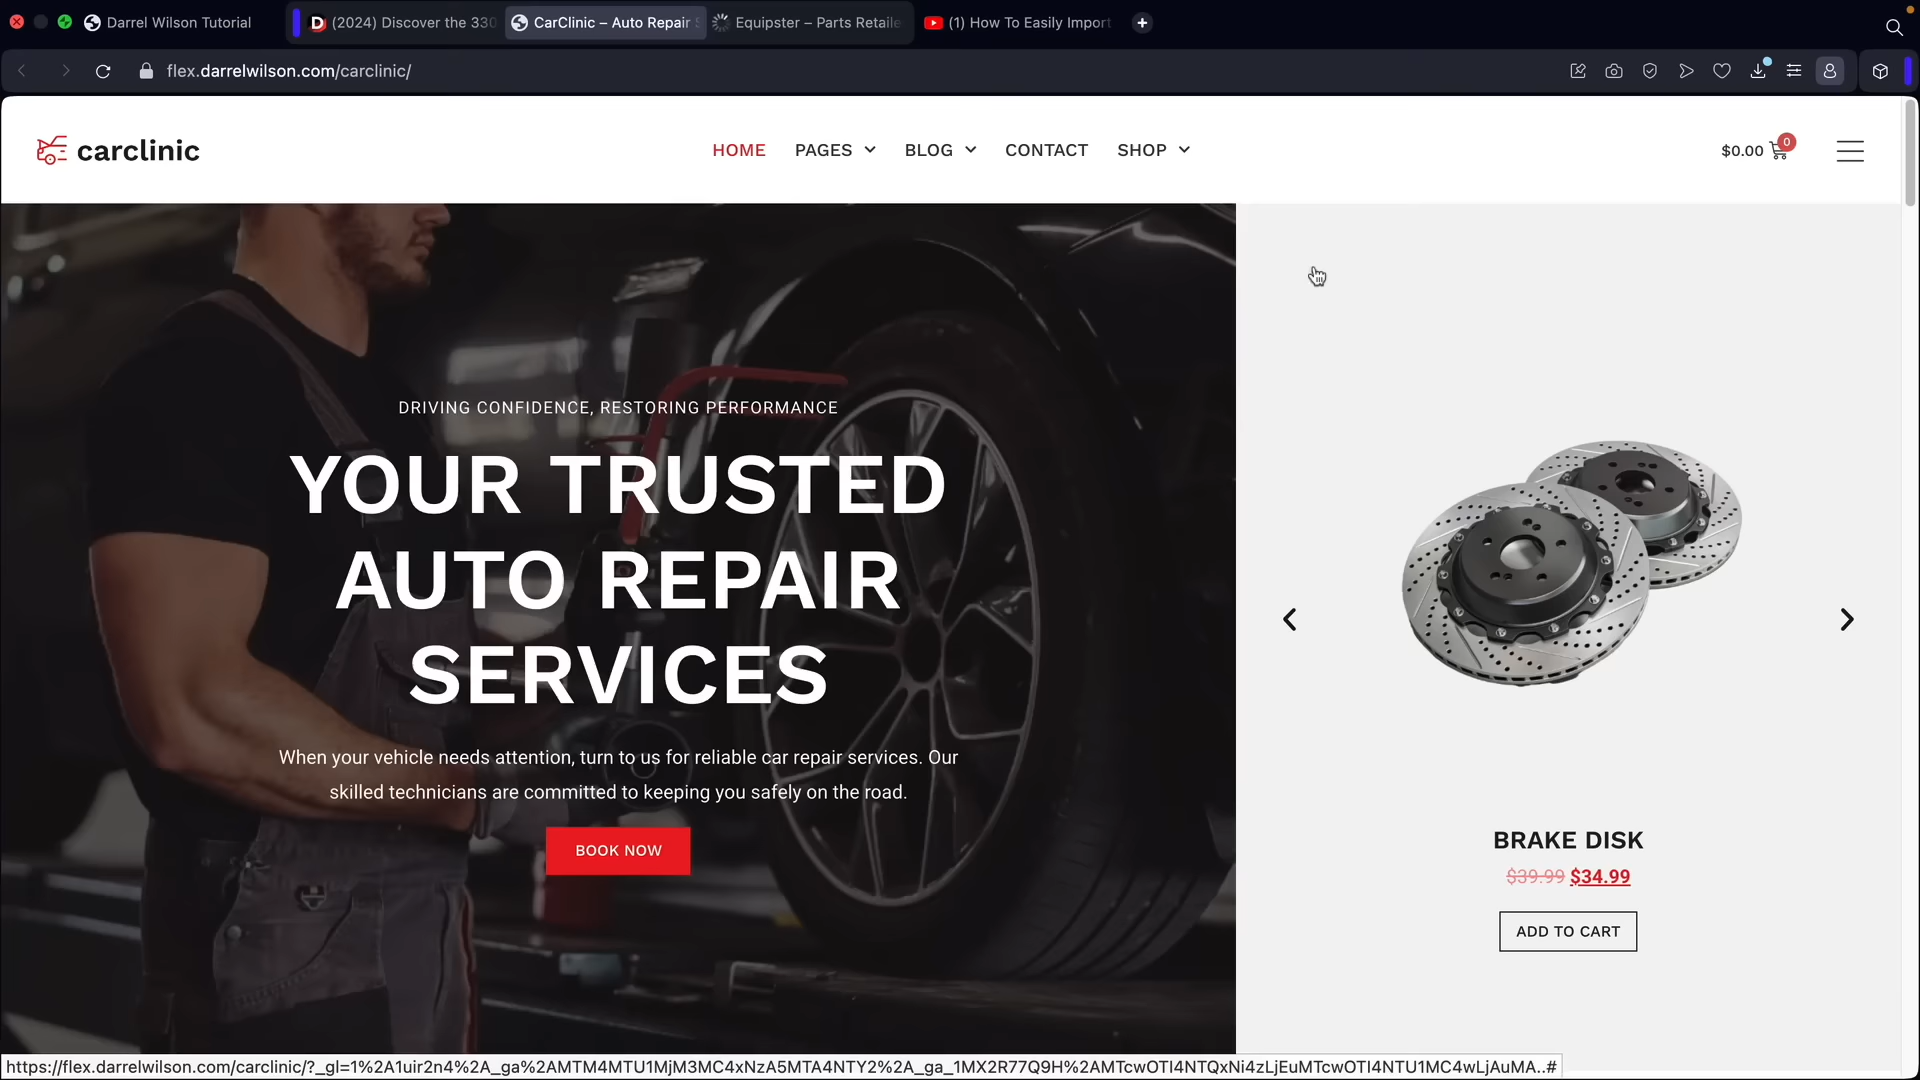 Darrel Wilson Tutorial
(2024) Discover the 330
CarClinic – Auto Repair S
Equipster – Parts Retaile
(1) How To Easily Import
flex.darrelwilson.com/carclinic/
carclinic
HOME
PAGES
BLOG
CONTACT
SHOP
$0.00
0
DRIVING CONFIDENCE, RESTORING PERFORMANCE
YOUR TRUSTED
AUTO REPAIR
SERVICES
When your vehicle needs attention, turn to us for reliable car repair services. Our
skilled technicians are committed to keeping you safely on the road.
BOOK NOW
BRAKE DISK
$39.99 $34.99
ADD TO CART
https://flex.darrelwilson.com/carclinic/?_gl=1%2A1uir2n4%2A_ga%2AMTM4MTU1MjM3MC4xNzA5MTA4NTY2%2A_ga_1MX2R77Q9H%2AMTcwOTI4NTQxNi4zLjEuMTcwOTI4NTU1MC4wLjAuMA..#